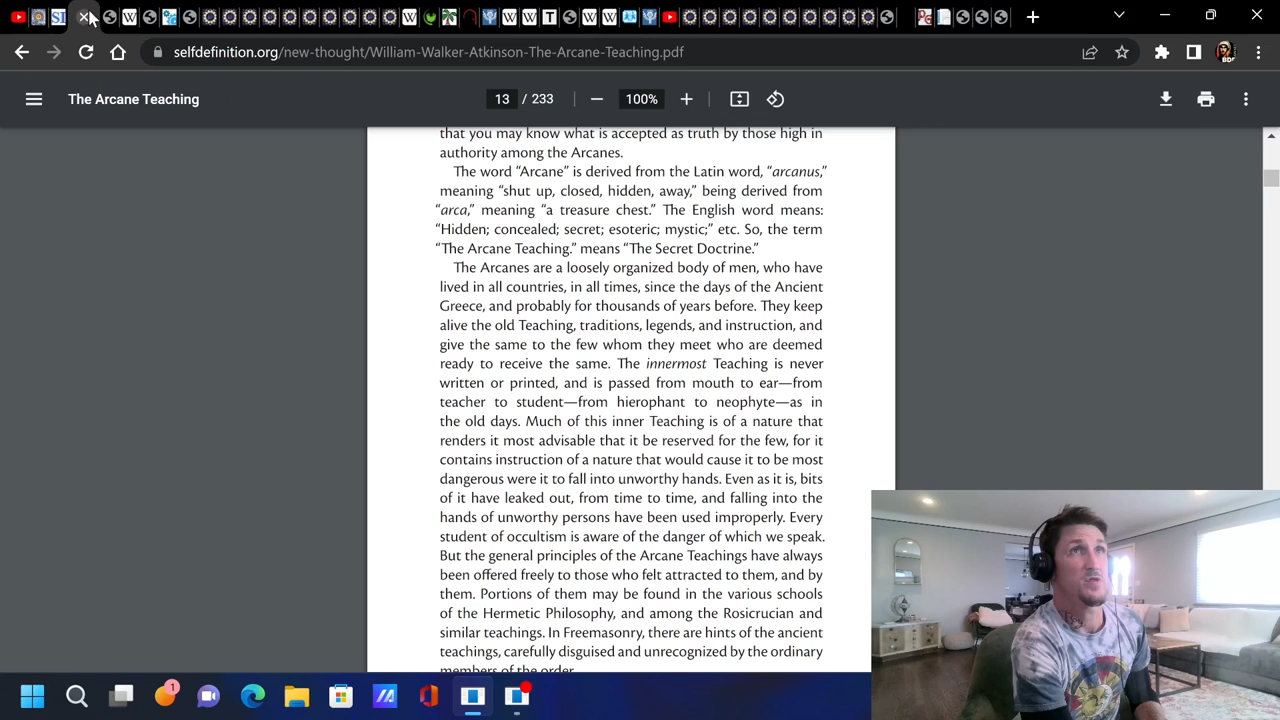 selfdefinition.org/new-thought/William-Walker-Atkinson-The-Arcane-Teaching.pdf
The Arcane Teaching
13 / 233
100%
that you may know what is accepted as truth by those high in
authority among the Arcanes.
The word “Arcane” is derived from the Latin word, “arcanus,”
meaning “shut up, closed, hidden, away,” being derived from
“arca,” meaning “a treasure chest.” The English word means:
“Hidden; concealed; secret; esoteric; mystic;” etc. So, the term
“The Arcane Teaching.” means “The Secret Doctrine.”
The Arcanes are a loosely organized body of men, who have
lived in all countries, in all times, since the days of the Ancient
Greece, and probably for thousands of years before. They keep
alive the old Teaching, traditions, legends, and instruction, and
give the same to the few whom they meet who are deemed
ready to receive the same. The innermost Teaching is never
written or printed, and is passed from mouth to ear—from
teacher to student—from hierophant to neophyte—as in
the old days. Much of this inner Teaching is of a nature that
renders it most advisable that it be reserved for the few, for it
contains instruction of a nature that would cause it to be most
dangerous were it to fall into unworthy hands. Even as it is, bits
of it have leaked out, from time to time, and falling into the
hands of unworthy persons have been used improperly. Every
student of occultism is aware of the danger of which we speak.
But the general principles of the Arcane Teachings have always
been offered freely to those who felt attracted to them, and by
them. Portions of them may be found in the various schools
of the Hermetic Philosophy, and among the Rosicrucian and
similar teachings. In Freemasonry, there are hints of the ancient
teachings, carefully disguised and unrecognized by the ordinary
members of the order.